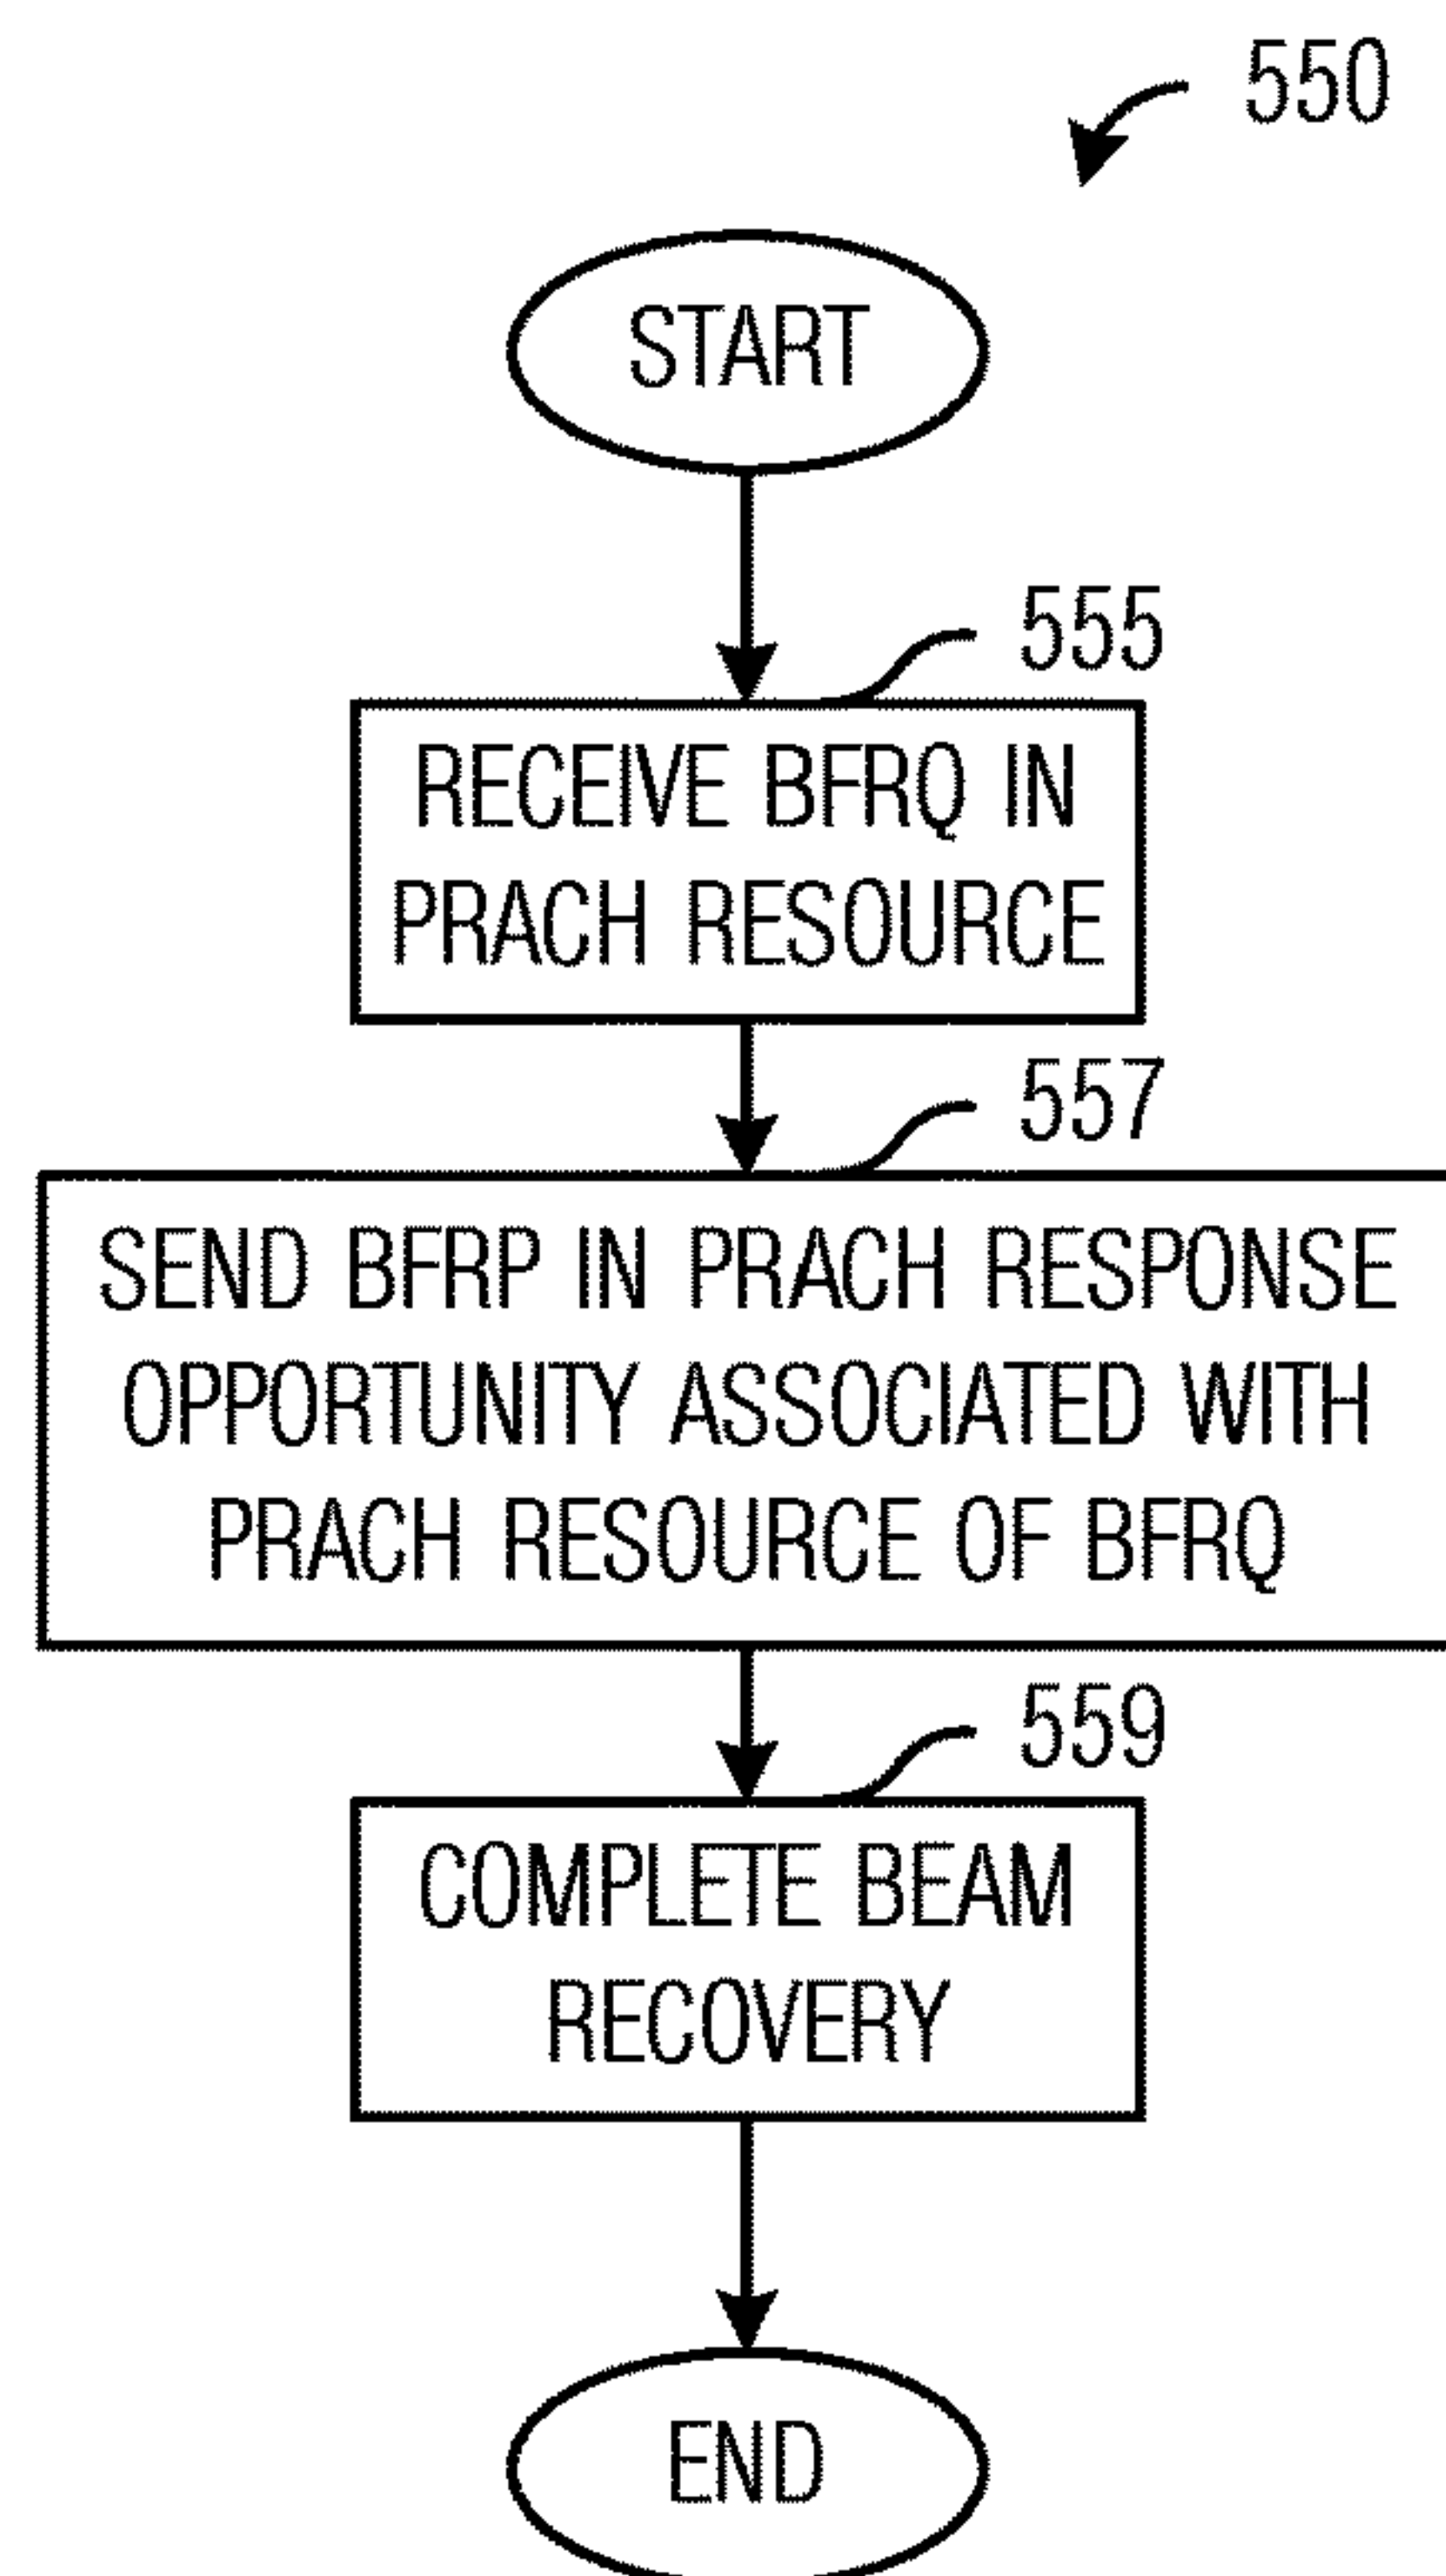 550
START
555
RECEIVE BFRQ IN
PRACH RESOURCE
557
SEND BFRP IN PRACH RESPONSE
OPPORTUNITY ASSOCIATED WITH
PRACH RESOURCE OF BFRQ
559
COMPLETE BEAM
RECOVERY
END